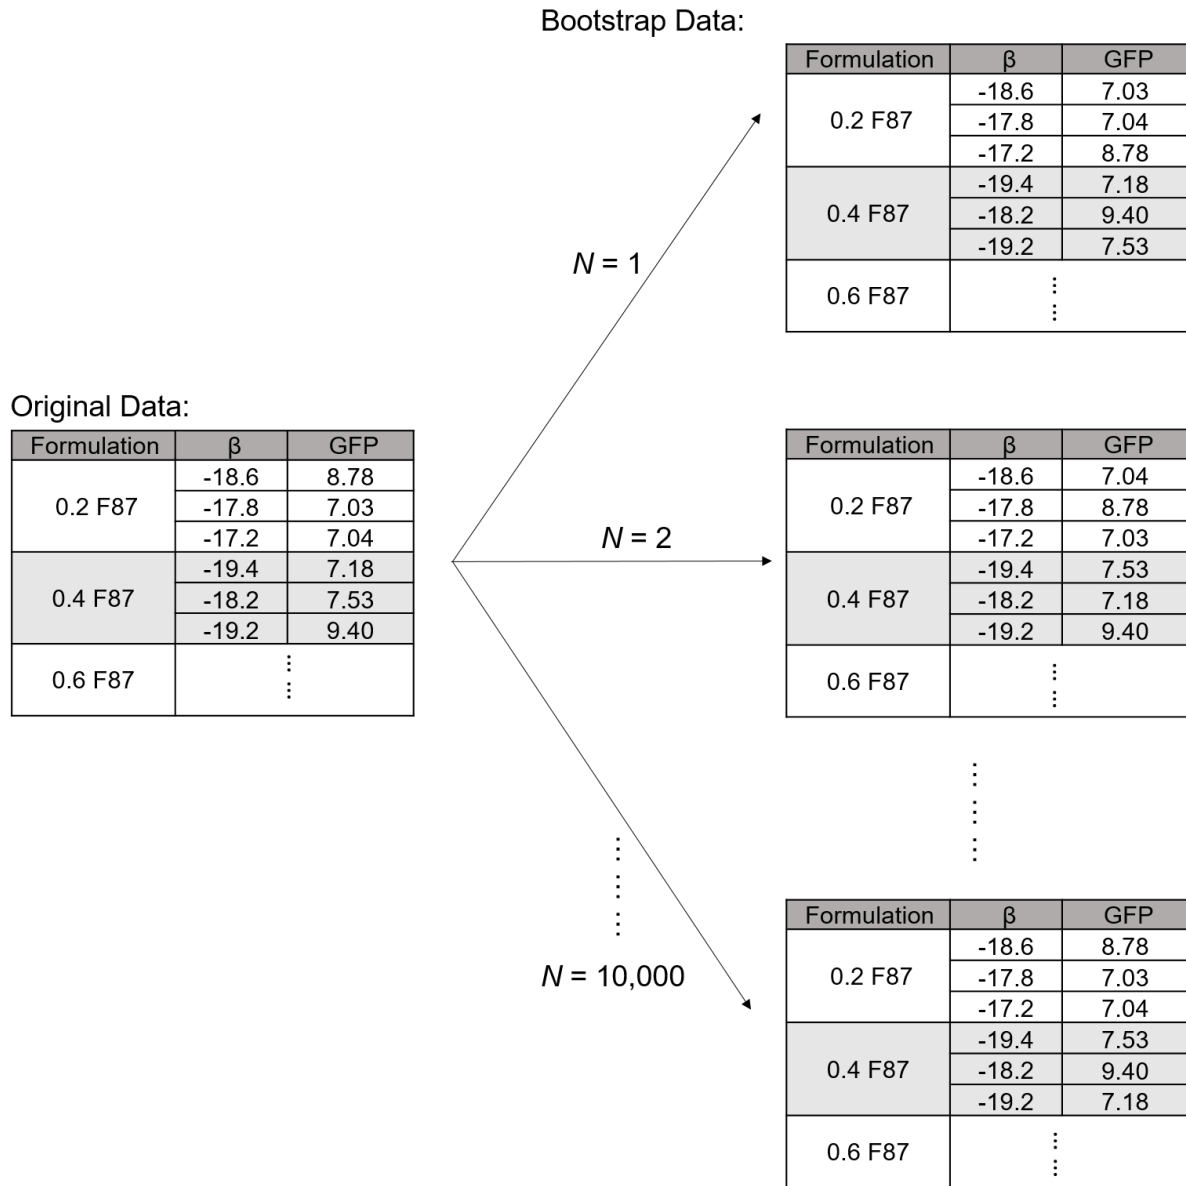 Bootstrap Data:
Formulation β GFP
0.2 F87
-18.6 7.03
-17.8 7.04
-17.2 8.78
0.4 F87
-19.4 7.18
-18.2 9.40
-19.2 7.53
0.6 F87
N = 1
Original Data:
Formulation β GFP
0.2 F87
-18.6 8.78
-17.8 7.03
-17.2 7.04
0.4 F87
-19.4 7.18
-18.2 7.53
-19.2 9.40
0.6 F87
N = 2
Formulation β GFP
0.2 F87
-18.6 7.04
-17.8 8.78
-17.2 7.03
0.4 F87
-19.4 7.53
-18.2 7.18
-19.2 9.40
0.6 F87
N = 10,000
Formulation β GFP
0.2 F87
-18.6 8.78
-17.8 7.03
-17.2 7.04
0.4 F87
-19.4 7.53
-18.2 9.40
-19.2 7.18
0.6 F87